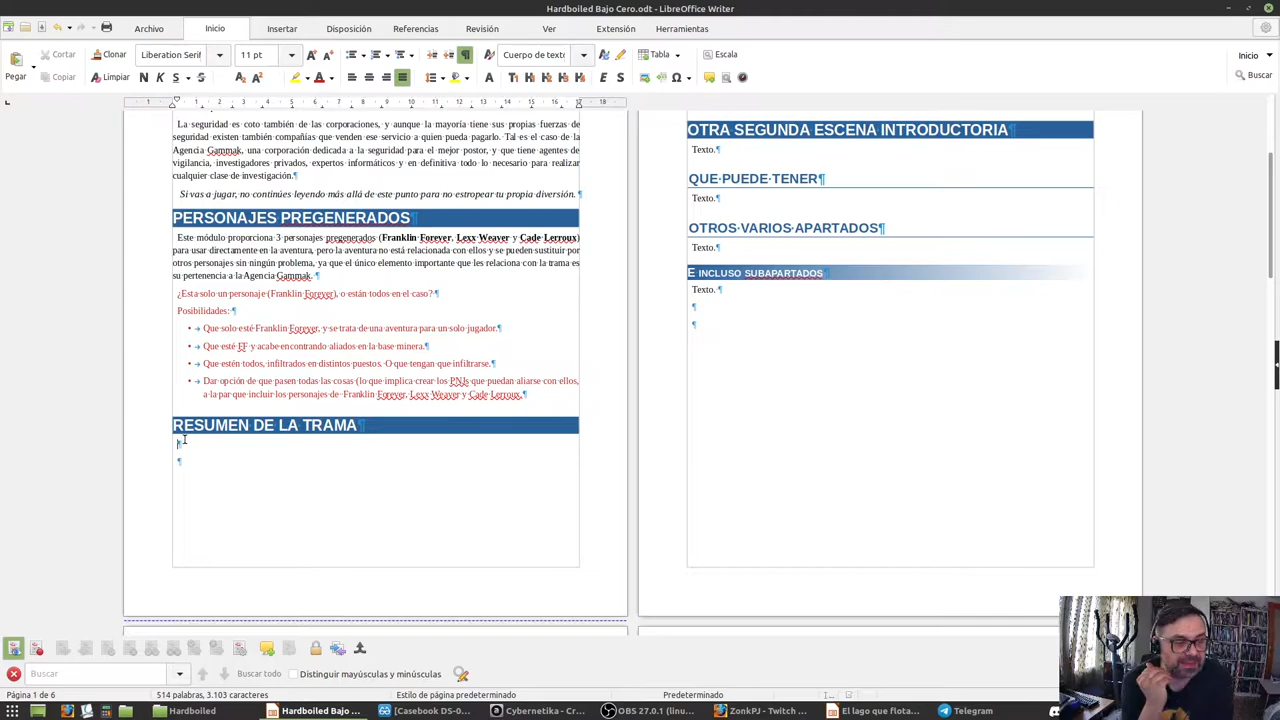 Hardboiled Bajo Cero.odt - LibreOffice Writer
Archivo Inicio Insertar Disposición Referencias Revisión Ver Extensión Herramientas
Pegar Cortar Clonar Liberation Serif 11 pt Cuerpo de texto Tabla Escala Inicio
Copiar Limpiar Buscar
La seguridad es coto también de las corporaciones, y aunque la mayoría tiene sus propias fuerzas de
seguridad existen también compañías que venden ese servicio a quien pueda pagarlo. Tal es el caso de la
Agencia Gammak, una corporación dedicada a la seguridad para el mejor postor, y que tiene agentes de
vigilancia, investigadores privados, expertos informáticos y en definitiva todo lo necesario para realizar
cualquier clase de investigación.¶
Si vas a jugar, no continúes leyendo más allá de este punto para no estropear tu propia diversión. ¶
PERSONAJES PREGENERADOS¶
Este módulo proporciona 3 personajes pregenerados (Franklin Forever, Lexx Weaver y Cade Lerroux)
para usar directamente en la aventura, pero la aventura no está relacionada con ellos y se pueden sustituir por
otros personajes sin ningún problema, ya que el único elemento importante que les relaciona con la trama es
su pertenencia a la Agencia Gammak. ¶
¿Esta solo un personaje (Franklin Forever), o están todos en el caso? ¶
Posibilidades: ¶
• Que solo esté Franklin Forever, y se trata de una aventura para un solo jugador.¶
• Que esté FF y acabe encontrando aliados en la base minera.¶
• Que estén todos, infiltrados en distintos puestos. O que tengan que infiltrarse.¶
• Dar opción de que pasen todas las cosas (lo que implica crear los PNJs que puedan aliarse con ellos,
a la par que incluir los personajes de Franklin Forever, Lexx Weaver y Cade Lerroux.¶
RESUMEN DE LA TRAMA¶
¶
¶
OTRA SEGUNDA ESCENA INTRODUCTORIA¶
Texto.¶
QUE PUEDE TENER¶
Texto.¶
OTROS VARIOS APARTADOS¶
Texto.¶
E INCLUSO SUBAPARTADOS¶
Texto. ¶
¶
¶
Buscar Buscar todo Distinguir mayúsculas y minúsculas
Página 1 de 6 514 palabras, 3.103 caracteres Estilo de página predeterminado Predeterminado
Hardboiled Hardboiled Bajo ... [Casebook DS-0... Cybernetika - Cr... OBS 27.0.1 (linu... ZonkPJ - Twitch ... El lago que flota... Telegram